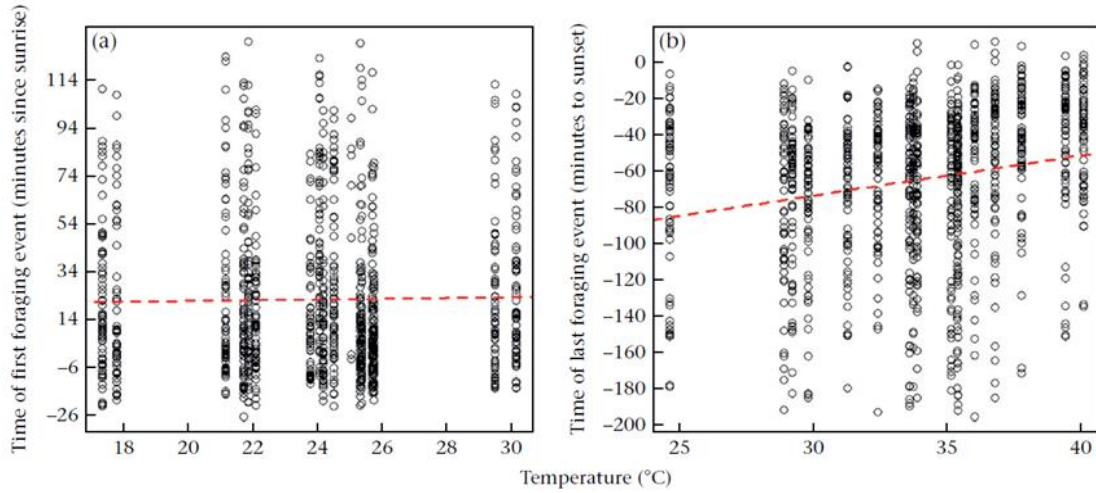 (a)
Time of first foraging event (minutes since sunrise)
114
94
74
54
34
14
−6
−26
18 20 22 24 26 28 30
(b)
Time of last foraging event (minutes to sunset)
0
−20
−40
−60
−80
−100
−120
−140
−160
−180
−200
25 30 35 40
Temperature (°C)